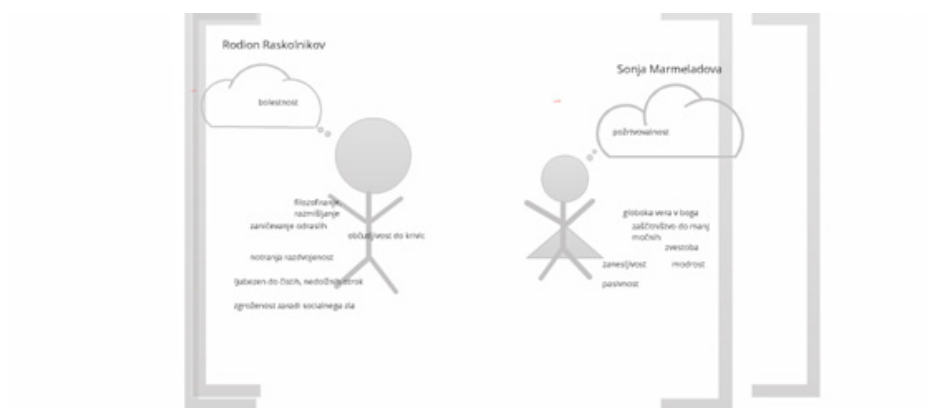 Rodion Raskolnikov
bolestnost
filozofiranje,
razmišljanje
zaničevanje odraslih
občutljivost do krivic
notranja razdvojenost
ljubezen do čistih, nedolžnih otrok
zgroženost zaradi socialnega zla
Sonja Marmeladova
požrtvovalnost
globoka vera v boga
zaščitništvo do manj
močnih
zvestoba
zanesljivost
modrost
pasivnost